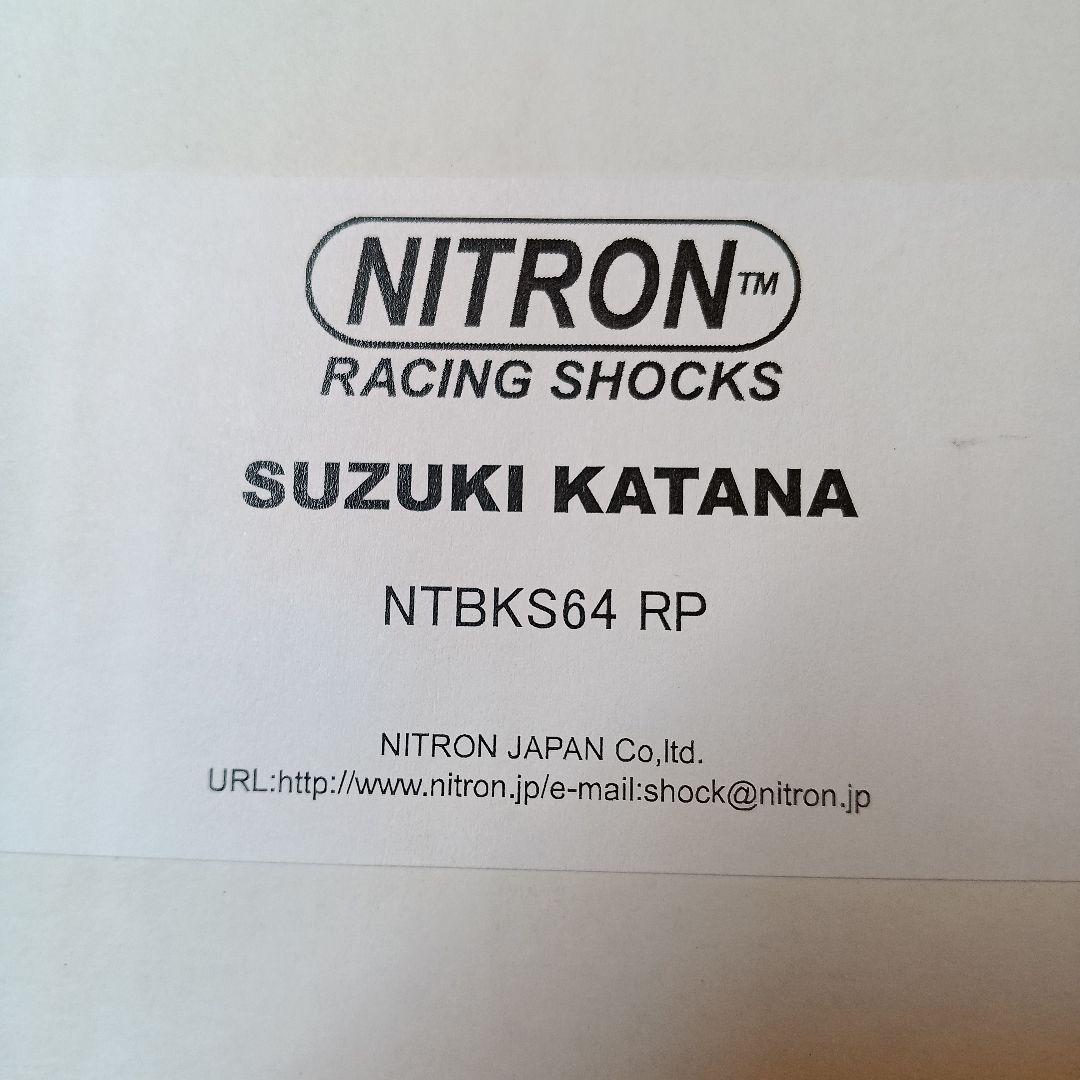 NITRON™
RACING SHOCKS
SUZUKI KATANA
NTBKS64 RP
NITRON JAPAN Co,ltd.
URL:http://www.nitron.jp/e-mail:shock@nitron.jp